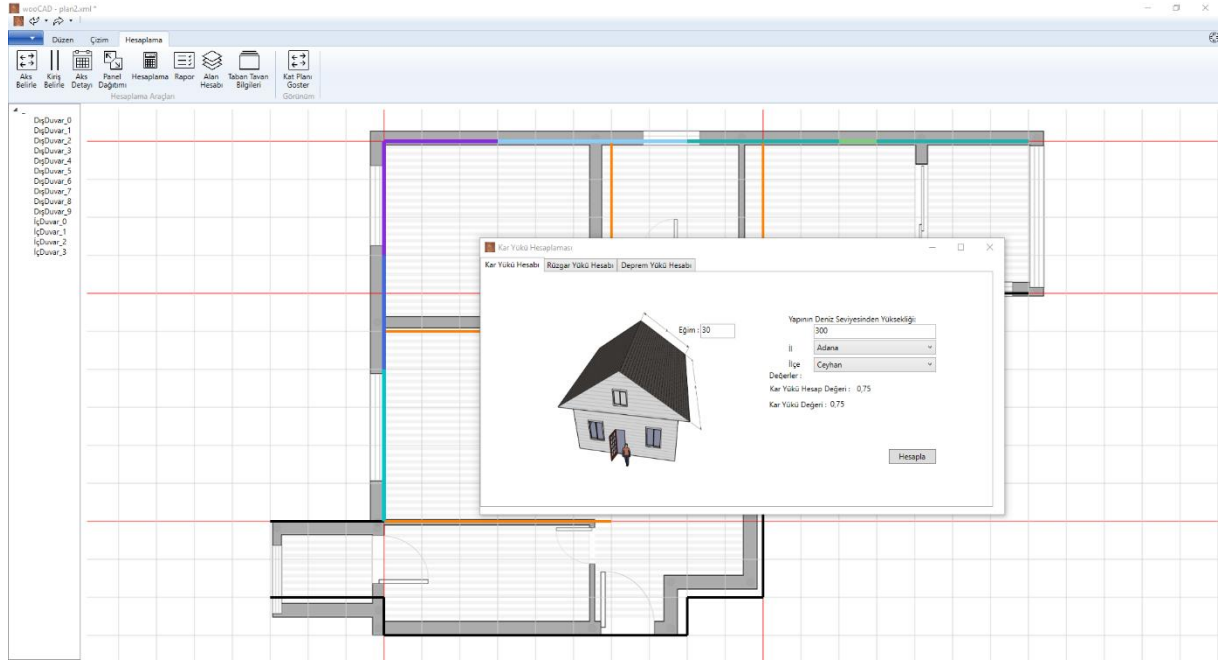 wooCAD - plan2.xml *
Düzen Çizim Hesaplama
Aks Belirle
Kiriş Belirle
Aks Detayı
Panel Dağıtımı
Hesaplama
Rapor
Alan Hesabı
Taban Tavan Bilgileri
Kat Planı Goster
Hesaplama Araçları
Görünüm
DışDuvar_0
DışDuvar_1
DışDuvar_2
DışDuvar_3
DışDuvar_4
DışDuvar_5
DışDuvar_6
DışDuvar_7
DışDuvar_8
DışDuvar_9
İçDuvar_0
İçDuvar_1
İçDuvar_2
İçDuvar_3
Kar Yükü Hesaplaması
Kar Yükü Hesabı Rüzgar Yükü Hesabı Deprem Yükü Hesabı
Eğim : 30
Yapının Deniz Seviyesinden Yüksekliği:
300
İl Adana
İlçe Ceyhan
Değerler :
Kar Yükü Hesap Değeri : 0,75
Kar Yükü Değeri : 0,75
Hesapla